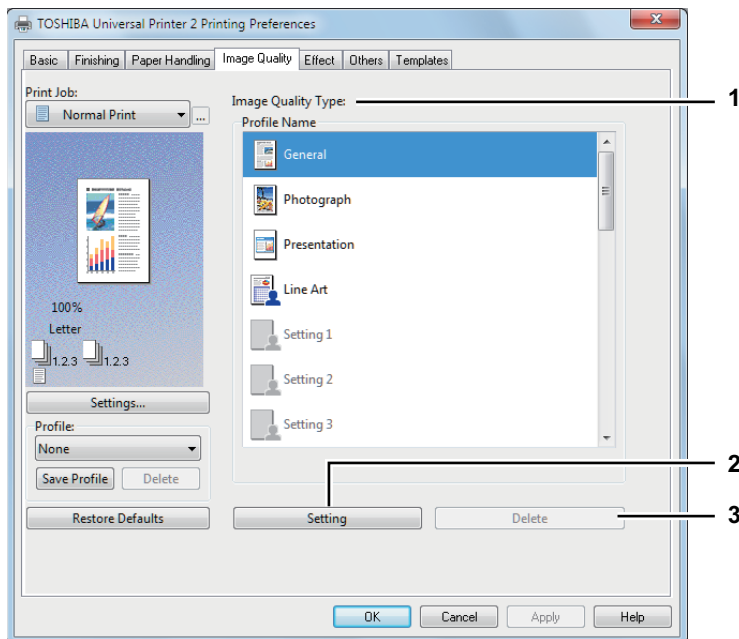 TOSHIBA Universal Printer 2 Printing Preferences
Basic Finishing Paper Handling Image Quality Effect Others Templates
Print Job:
Normal Print ...
100%
Letter
1.2.3 1.2.3
Settings...
Profile:
None
Save Profile Delete
Restore Defaults
Image Quality Type:
Profile Name
General
Photograph
Presentation
Line Art
Setting 1
Setting 2
Setting 3
Setting Delete
OK Cancel Apply Help
1
2
3